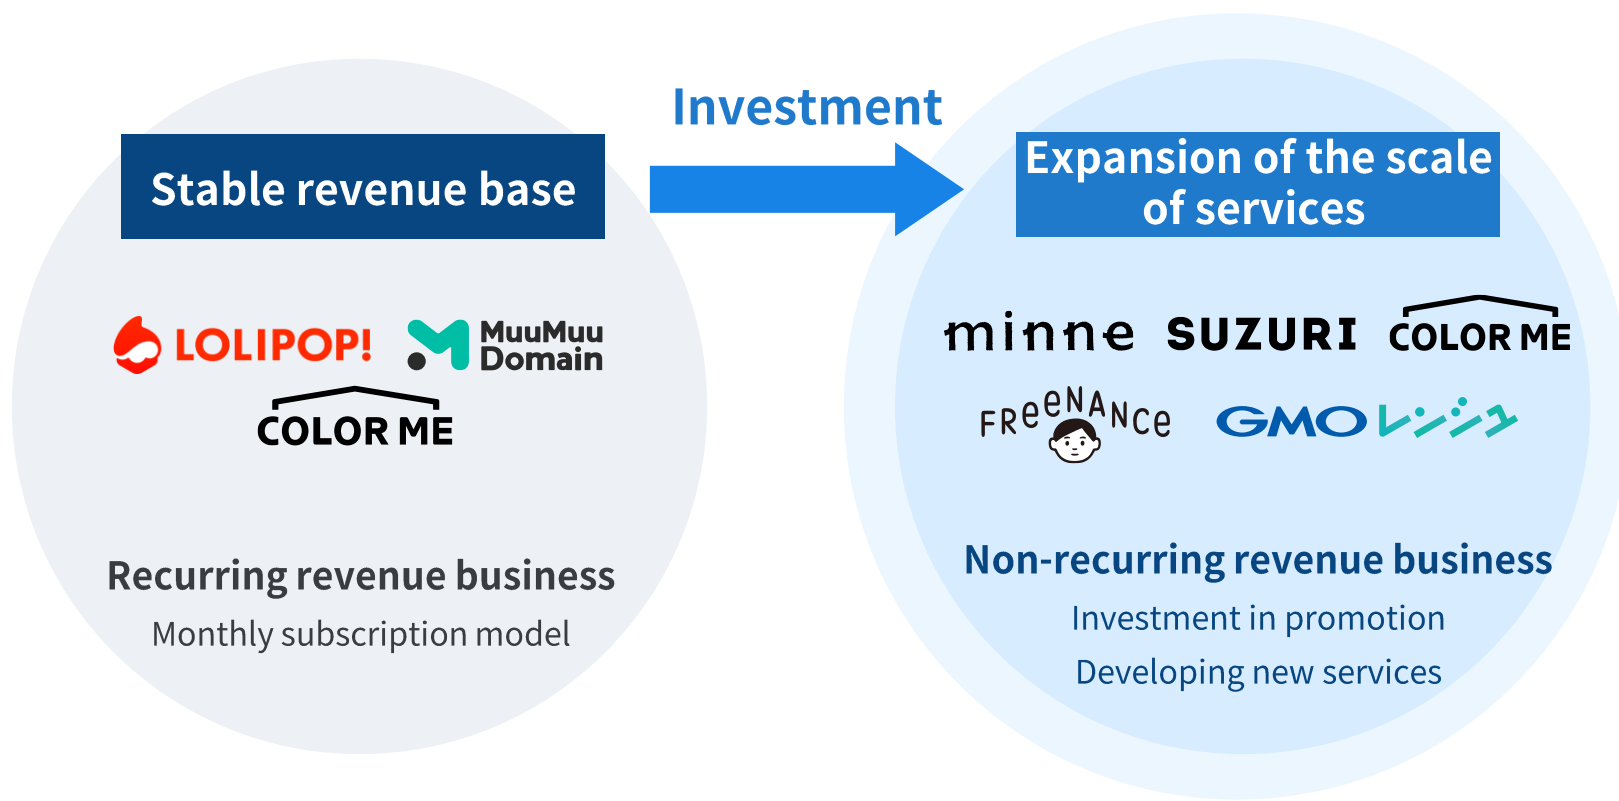 Investment
Stable revenue base
LOLIPOP!
MuuMuu
Domain
COLOR ME
Recurring revenue business
Monthly subscription model
Expansion of the scale
of services
minne
SUZURI
COLOR ME
FReeNANCe
GMO レンシュ
Non-recurring revenue business
Investment in promotion
Developing new services